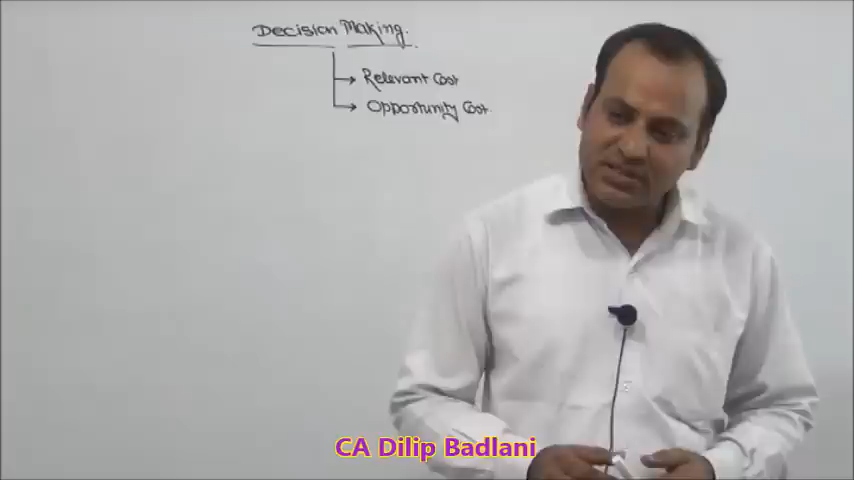 Decision Making.
Relevant Cost
Opportunity Cost.
CA Dilip Badlani